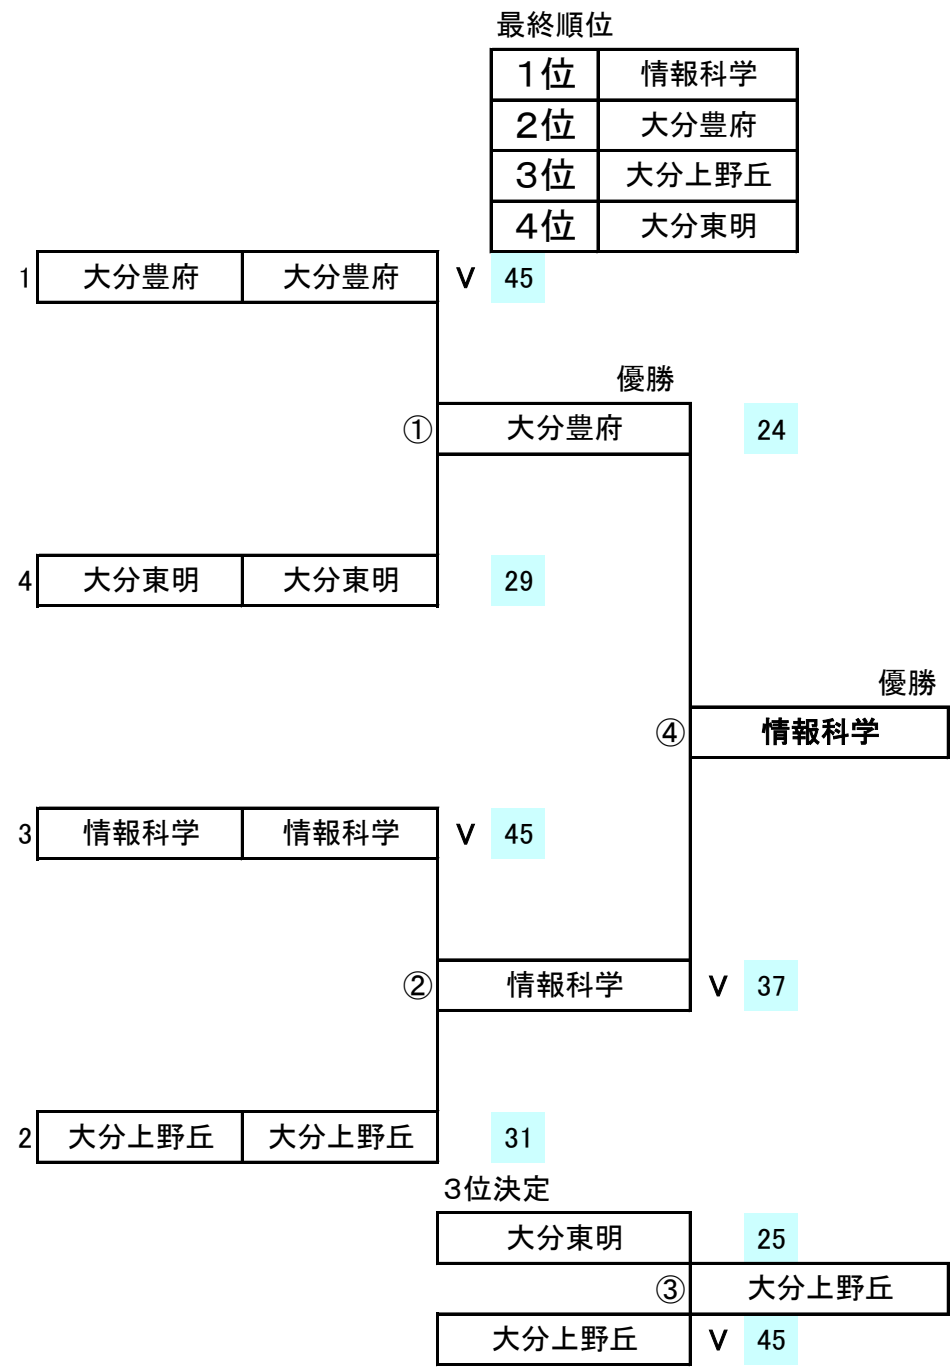 最終順位
1位 情報科学
2位 大分豊府
3位 大分上野丘
4位 大分東明
1 大分豊府 大分豊府 V 45
優勝
① 大分豊府 24
4 大分東明 大分東明 29
優勝
④ 情報科学
3 情報科学 情報科学 V 45
② 情報科学 V 37
2 大分上野丘 大分上野丘 31
3位決定
大分東明 25
③ 大分上野丘
大分上野丘 V 45